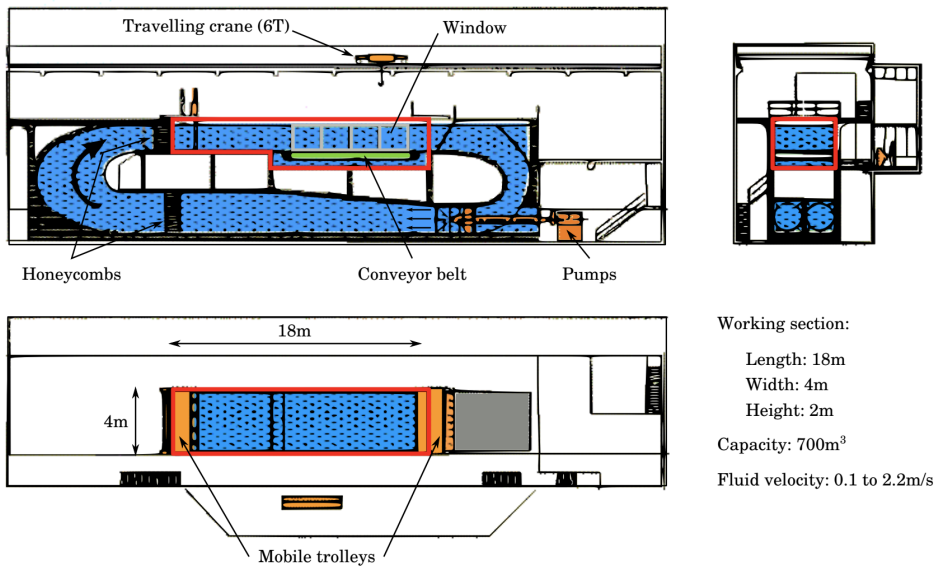 Travelling crane (6T)
Window
Honeycombs
Conveyor belt
Pumps
18m
4m
Mobile trolleys
Working section:
Length: 18m
Width: 4m
Height: 2m
Capacity: 700m³
Fluid velocity: 0.1 to 2.2m/s